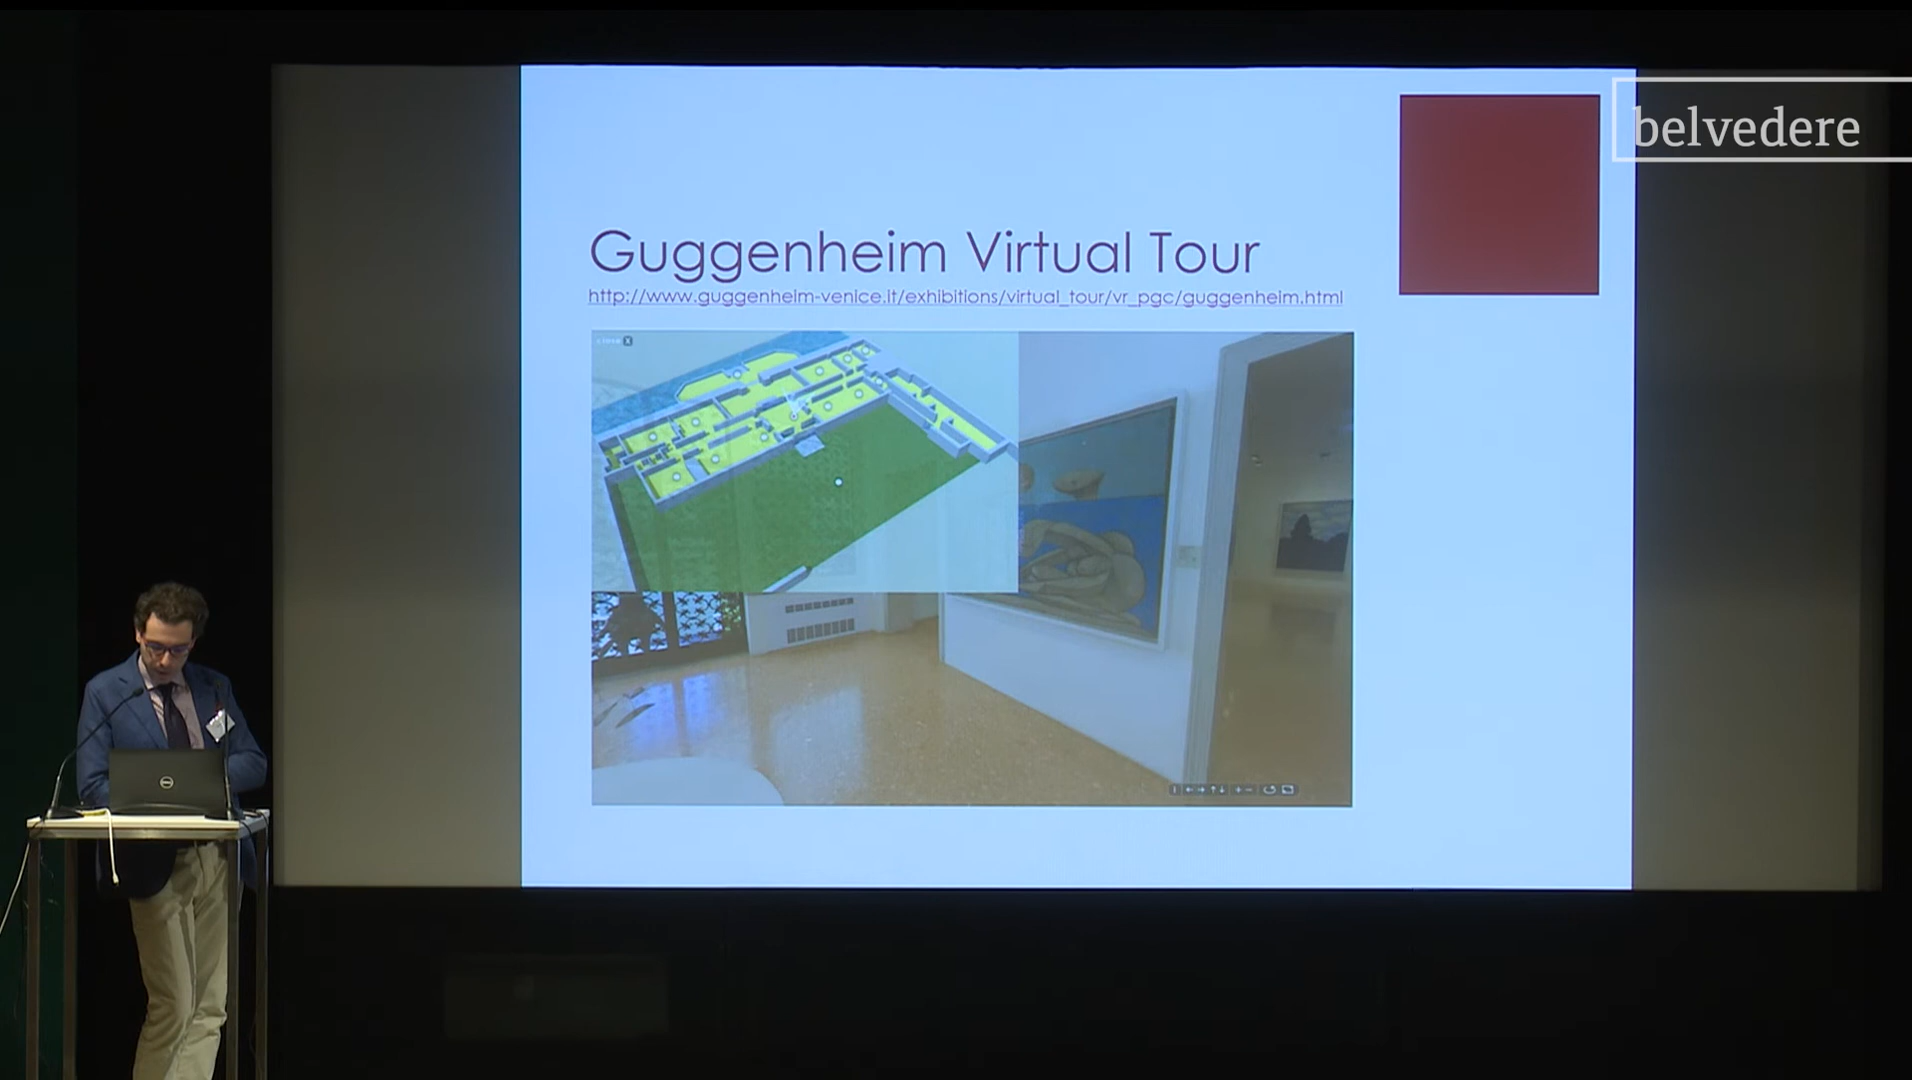 belvedere
Guggenheim Virtual Tour
http://www.guggenheim-venice.it/exhibitions/virtual_tour/vr_pgc/guggenheim.html